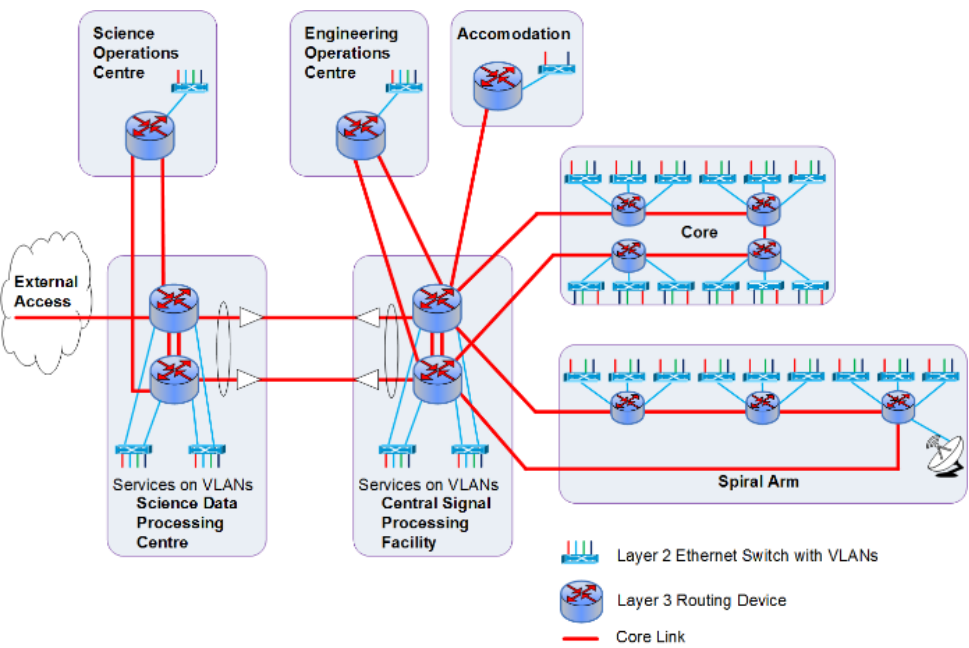 Science
Operations
Centre
Engineering
Operations
Centre
Accomodation
Core
External
Access
Spiral Arm
Services on VLANs
Science Data
Processing
Centre
Services on VLANs
Central Signal
Processing
Facility
Layer 2 Ethernet Switch with VLANs
Layer 3 Routing Device
Core Link